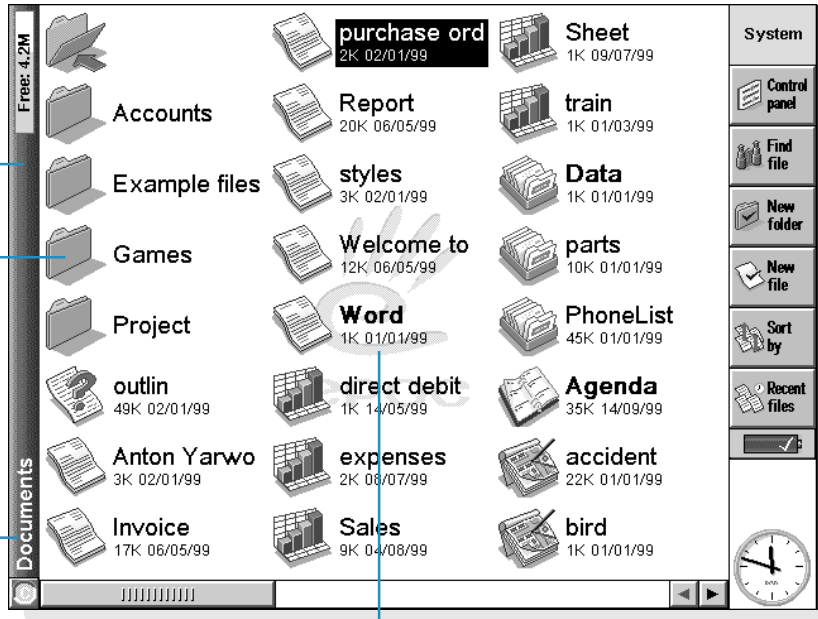 Free: 4.2M
Documents
Accounts
Example files
Games
Project
outlin
49K 02/01/99
Anton Yarwo
3K 02/01/99
Invoice
17K 06/05/99
purchase ord
2K 02/01/99
Report
20K 06/05/99
styles
3K 02/01/99
Welcome to
12K 06/05/99
Word
1K 01/01/99
direct debit
1K 14/05/99
expenses
2K 08/07/99
Sales
9K 04/08/99
Sheet
1K 09/07/99
train
1K 01/03/99
Data
1K 01/01/99
parts
10K 01/01/99
PhoneList
45K 01/01/99
Agenda
35K 14/09/99
accident
22K 01/01/99
bird
1K 01/01/99
System
Control
panel
Find
file
New
folder
New
file
Sort
by
Recent
files